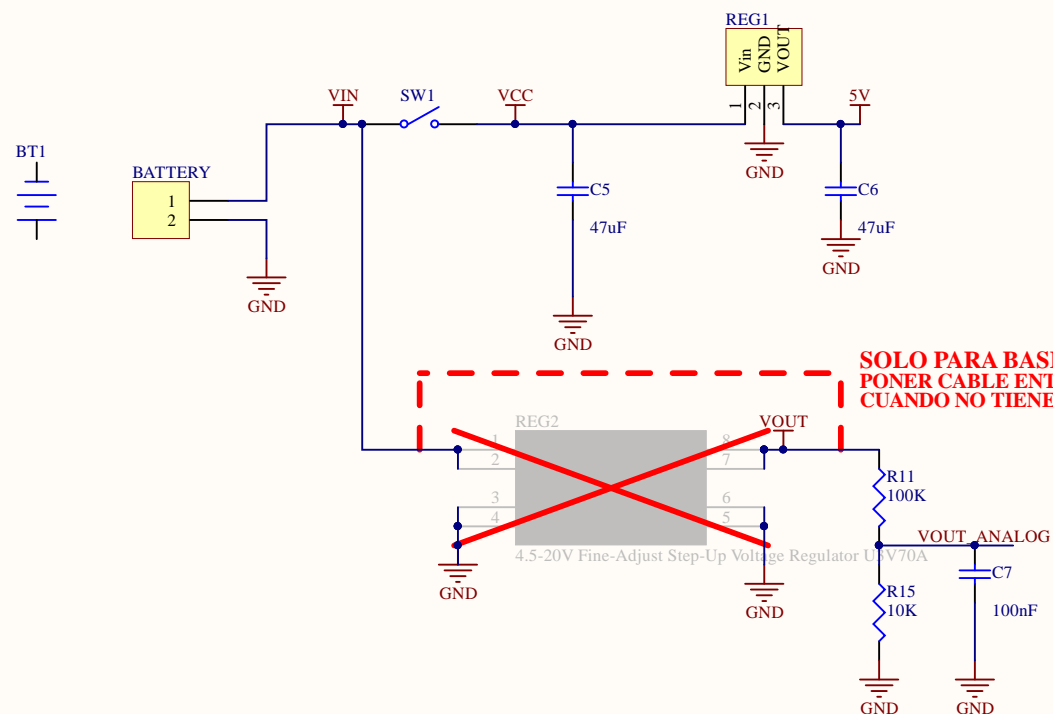 REG1
Vin
GND
VOUT
1
2
3
VIN
SW1
VCC
5V
BT1
BATTERY
1
2
GND
C5
47uF
GND
GND
C6
47uF
GND
SOLO PARA
PONER CABLE
CUANDO NO TIENE
REG2
VOUT
1
2
3
4
8
7
6
5
4.5-20V Fine-Adjust Step-Up Voltage Regulator U3V70A
GND
GND
R11
100K
VOUT_ANALOG
R15
10K
C7
100nF
GND
GND